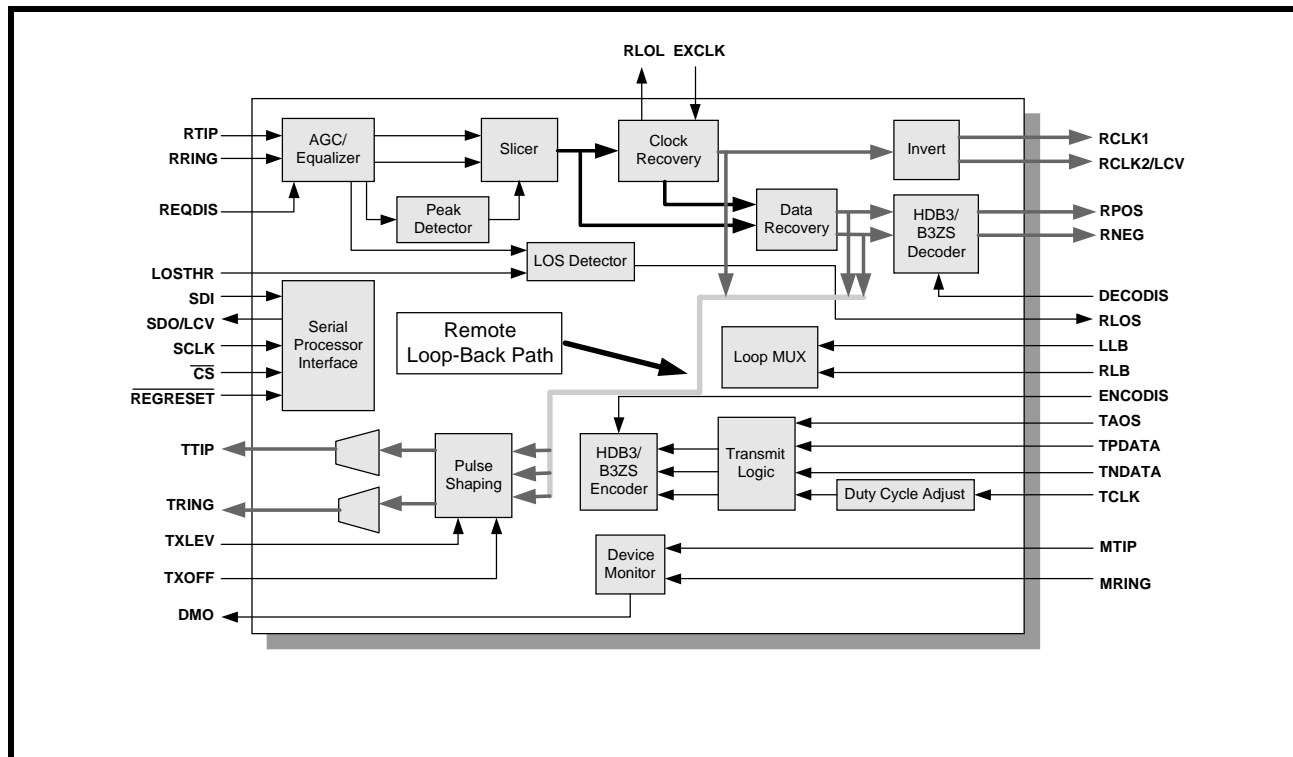 RLOL EXCLK
RTIP
RRING
REQDIS
LOSTHR
SDI
SDO/LCV
SCLK
CS
REGRESET
TTIP
TRING
TXLEV
TXOFF
DMO
AGC/
Equalizer
Slicer
Peak
Detector
LOS Detector
Clock
Recovery
Data
Recovery
Invert
HDB3/
B3ZS
Decoder
Serial
Processor
Interface
Remote
Loop-Back Path
Loop MUX
Pulse
Shaping
HDB3/
B3ZS
Encoder
Transmit
Logic
Duty Cycle Adjust
Device
Monitor
RCLK1
RCLK2/LCV
RPOS
RNEG
DECODIS
RLOS
LLB
RLB
ENCODIS
TAOS
TPDATA
TNDATA
TCLK
MTIP
MRING